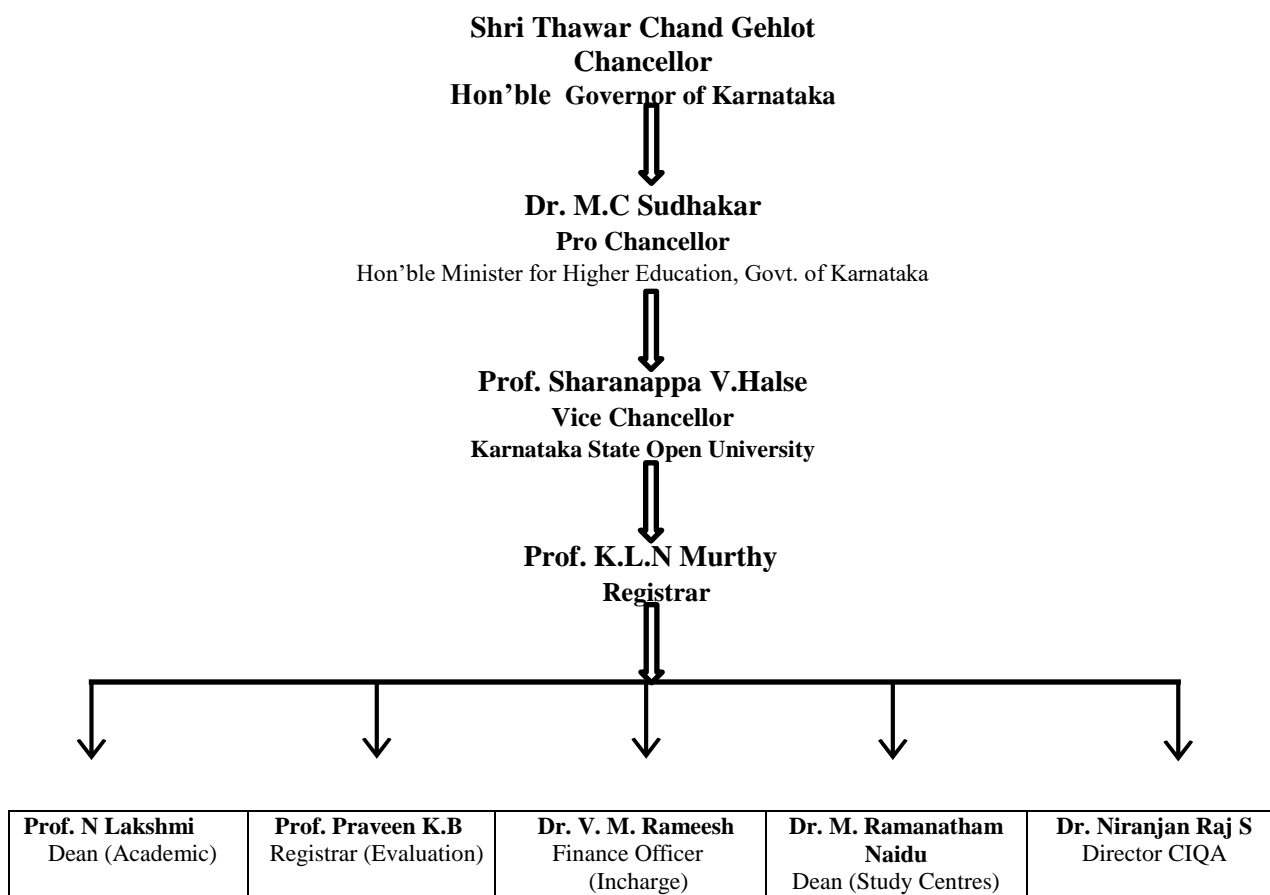 Shri Thawar Chand Gehlot
Chancellor
Hon’ble Governor of Karnataka
Dr. M.C Sudhakar
Pro Chancellor
Hon’ble Minister for Higher Education, Govt. of Karnataka
Prof. Sharanappa V.Halse
Vice Chancellor
Karnataka State Open University
Prof. K.L.N Murthy
Registrar
Prof. N Lakshmi
Dean (Academic)
Prof. Praveen K.B
Registrar (Evaluation)
Dr. V. M. Rameesh
Finance Officer
(Incharge)
Dr. M. Ramanatham
Naidu
Dean (Study Centres)
Dr. Niranjan Raj S
Director CIQA